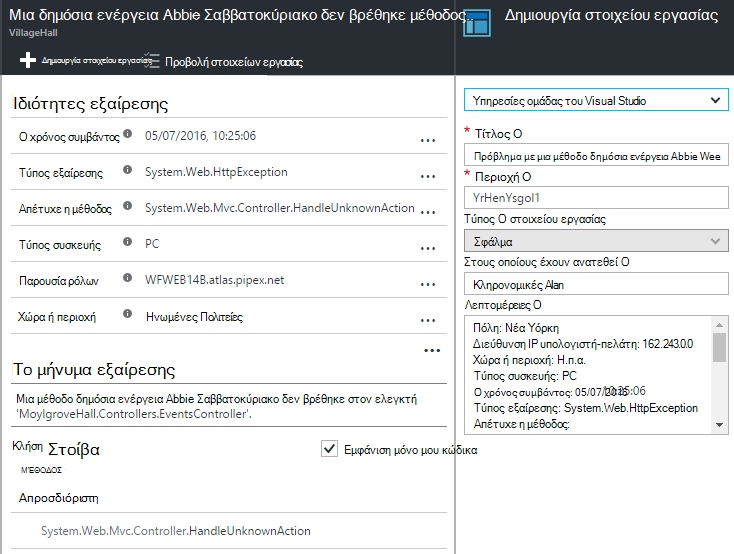 Μια δημόσια ενέργεια Abbie Σαββατοκύριακο δεν βρέθηκε μέθοδος...
VillageHall
Δημιουργία στοιχείου εργασίας
Προβολή στοιχείων εργασίας
Ιδιότητες εξαίρεσης
Ο χρόνος συμβάντος 05/07/2016, 10:25:06 ...
Τύπος εξαίρεσης System.Web.HttpException ...
Απέτυχε η μέθοδος System.Web.Mvc.Controller.HandleUnknownAction ...
Τύπος συσκευής PC ...
Παρουσία ρόλων WFWEB14B.atlas.pipex.net ...
Χώρα ή περιοχή Ηνωμένες Πολιτείες ...
...
Το μήνυμα εξαίρεσης
Μια μέθοδο δημόσια ενέργεια Abbie Σαββατοκύριακο δεν βρέθηκε στον ελεγκτή
'MoylgroveHall.Controllers.EventsController'.
Κλήση Στοίβα
Εμφάνιση μόνο μου κώδικα
ΜΈΘΟΔΟΣ
Απροσδιόριστη
System.Web.Mvc.Controller.HandleUnknownAction
Δημιουργία στοιχείου εργασίας
Υπηρεσίες ομάδας του Visual Studio
* Τίτλος Ο
Πρόβλημα με μια μέθοδο δημόσια ενέργεια Abbie Wee
* Περιοχή Ο
YrHenYsgol1
Τύπος Ο στοιχείου εργασίας
Σφάλμα
Στους οποίους έχουν ανατεθεί Ο
Κληρονομικές Alan
Λεπτομέρειες Ο
Πόλη: Νέα Υόρκη
Διεύθυνση IP υπολογιστή-πελάτη: 162.243.0.0
Χώρα ή περιοχή: Η.π.α.
Τύπος συσκευής: PC
Ο χρόνος συμβάντος: 05/07/2016 10:25:06
Τύπος εξαίρεσης: System.Web.HttpException
Απέτυχε η μέθοδος: